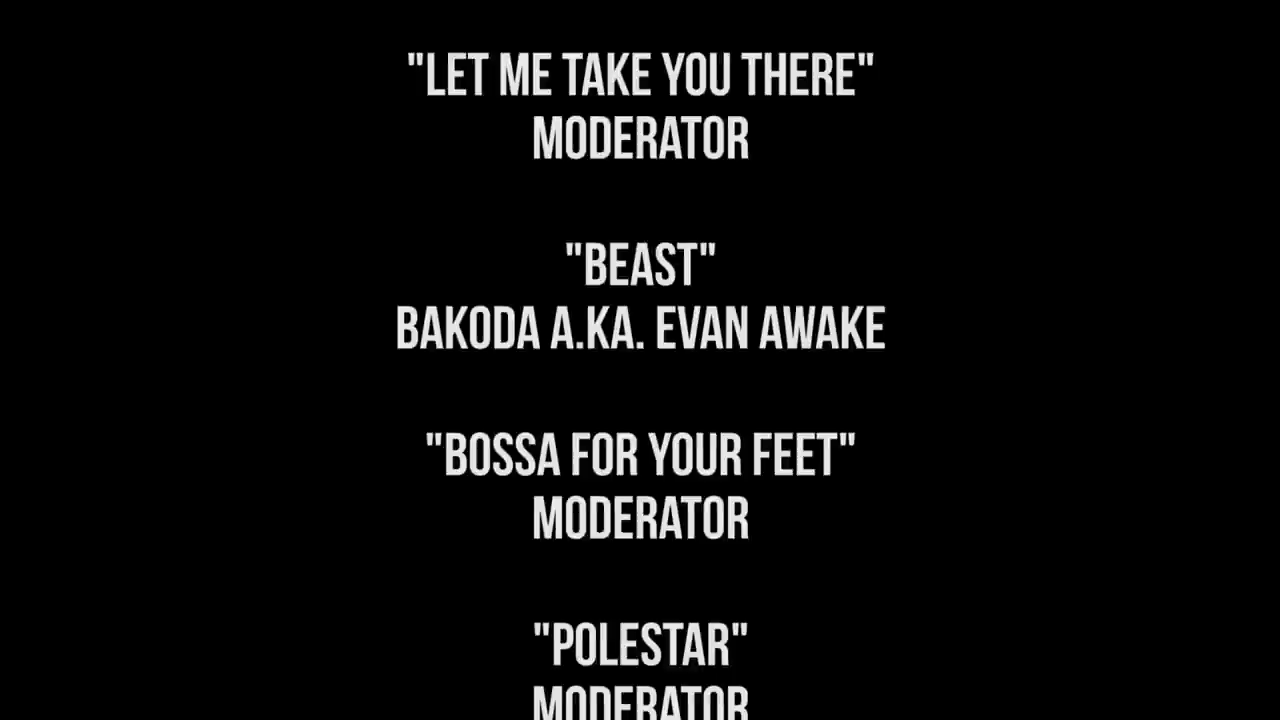 "LET ME TAKE YOU THERE"
MODERATOR
"BEAST"
BAKODA A.KA. EVAN AWAKE
"BOSSA FOR YOUR FEET"
MODERATOR
"POLESTAR"
MODERATOR